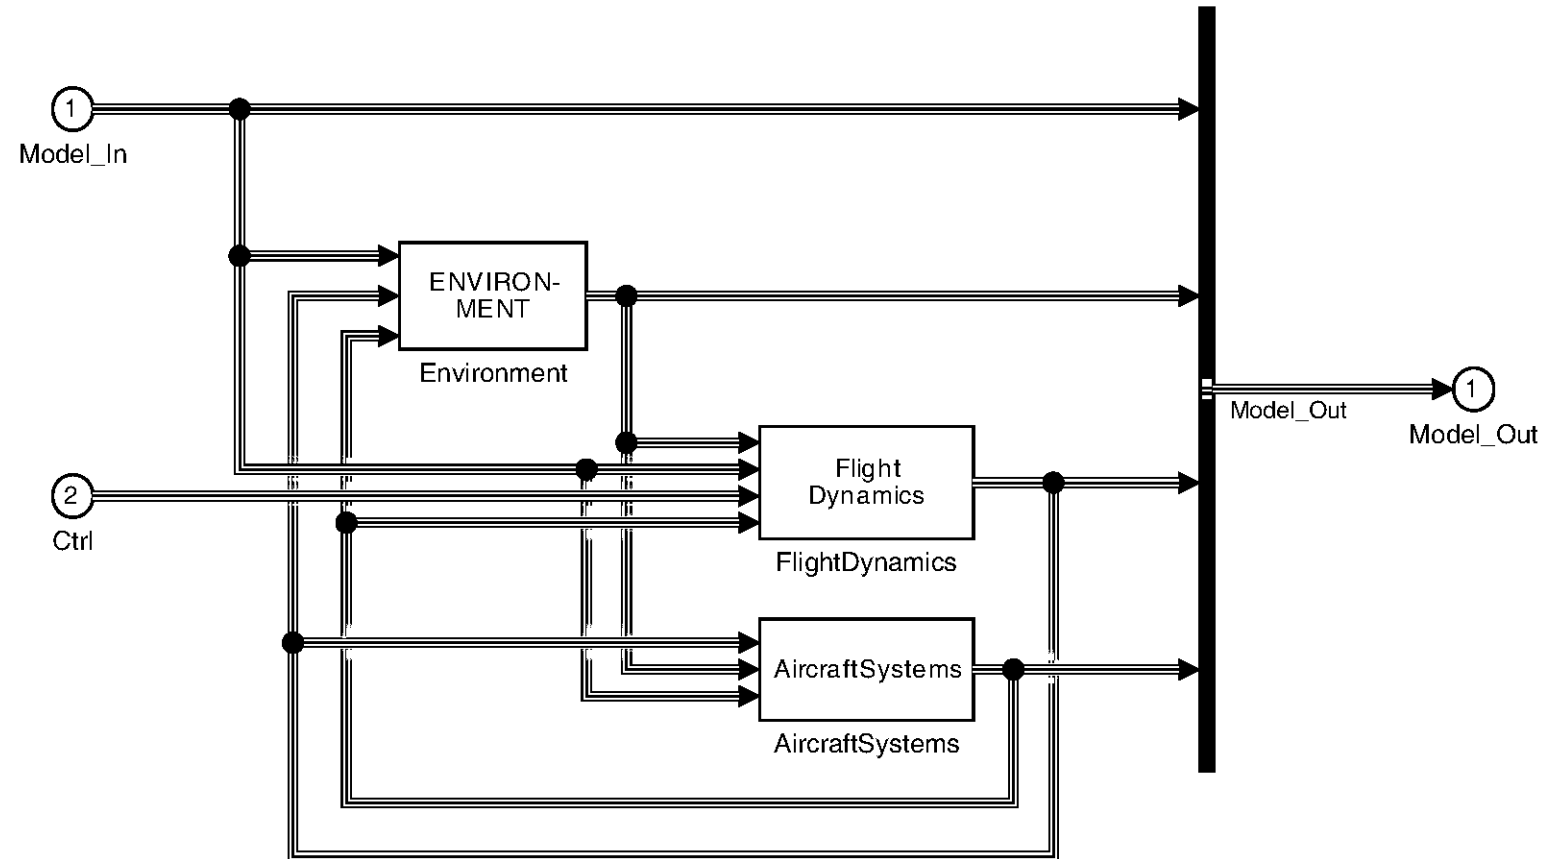 1
Model_In
ENVIRON-
MENT
Environment
Model_Out
1
Model_Out
Flight
Dynamics
FlightDynamics
2
Ctrl
AircraftSystems
AircraftSystems